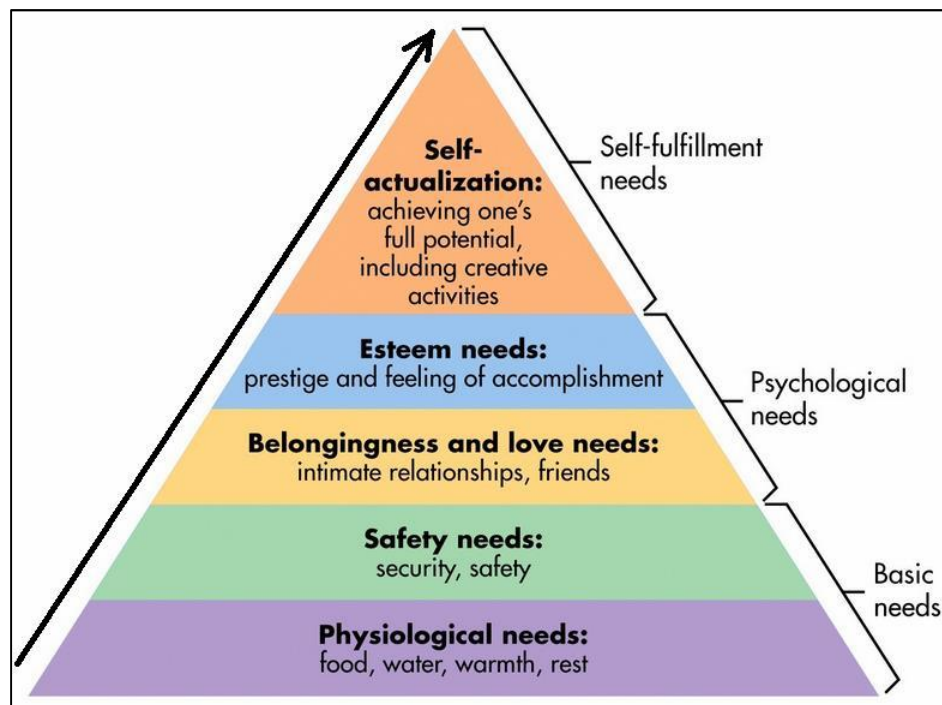 Self-
actualization:
achieving one's
full potential,
including creative
activities
Self-fulfillment
needs
Esteem needs:
prestige and feeling of accomplishment
Psychological
needs
Belongingness and love needs:
intimate relationships, friends
Safety needs:
security, safety
Basic
needs
Physiological needs:
food, water, warmth, rest